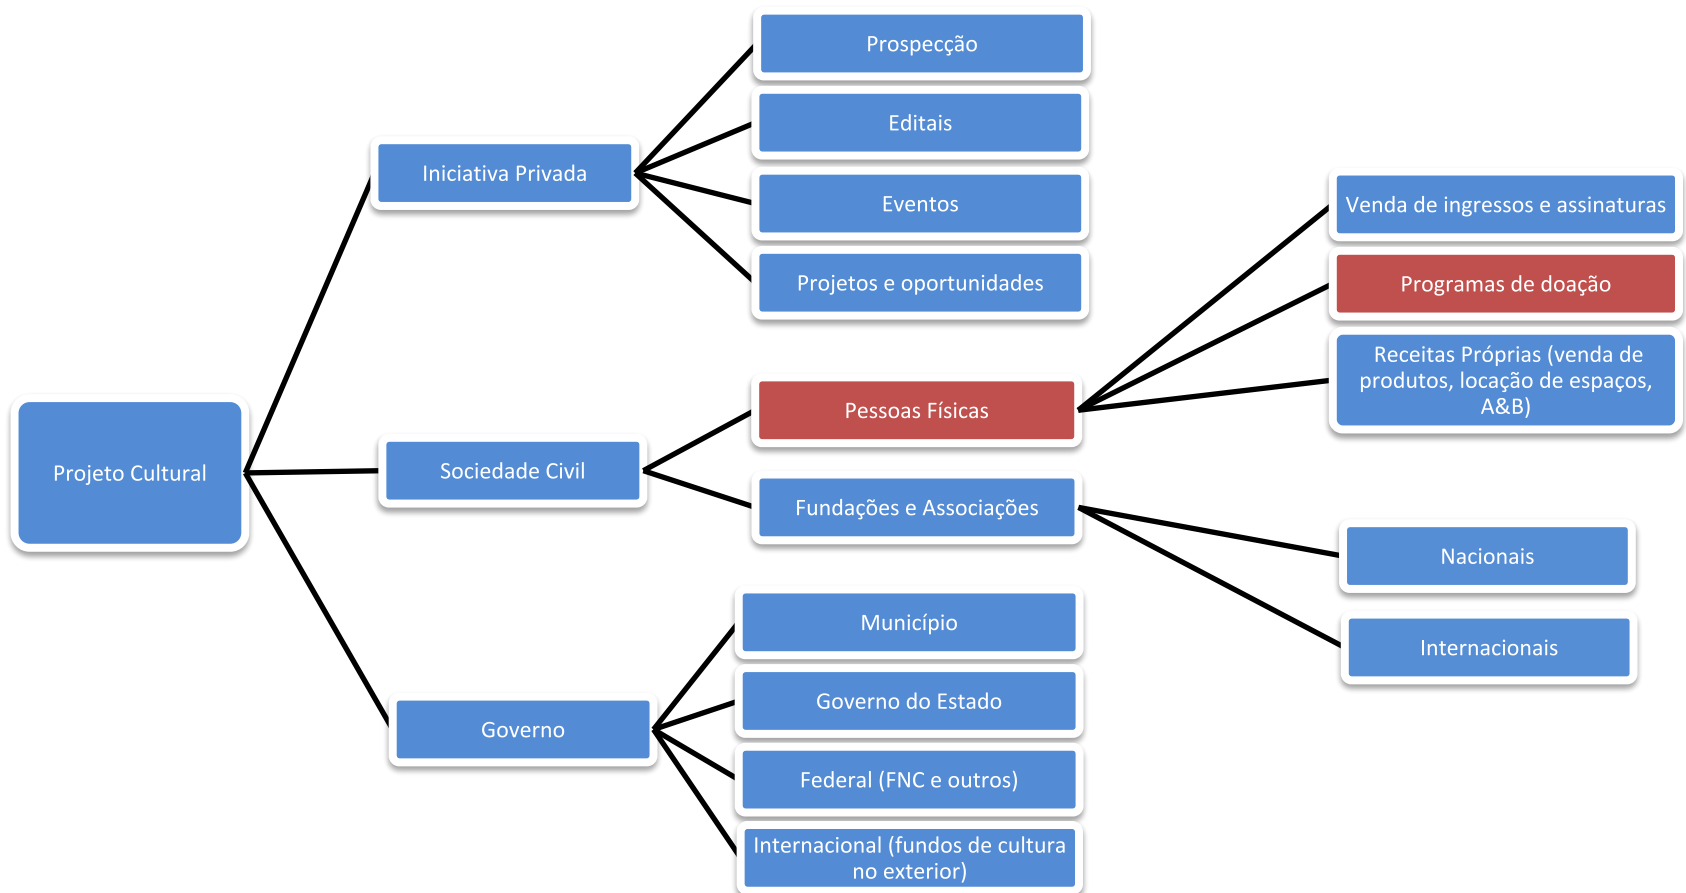 Projeto Cultural
Iniciativa Privada
Prospecção
Editais
Eventos
Projetos e oportunidades
Sociedade Civil
Pessoas Físicas
Venda de ingressos e assinaturas
Programas de doação
Receitas Próprias (venda de
produtos, locação de espaços,
A&B)
Fundações e Associações
Nacionais
Internacionais
Governo
Município
Governo do Estado
Federal (FNC e outros)
Internacional (fundos de cultura
no exterior)